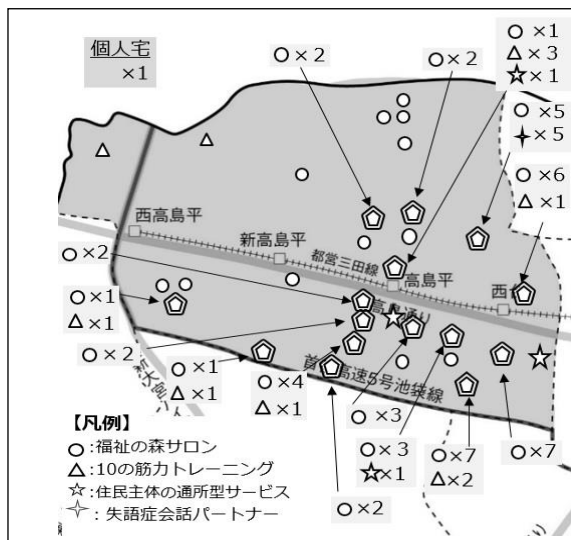 個人宅
×1
○×2
○×2
○×1
△×3
☆×1
○×5
✦×5
○×6
△×1
西高島平
新高島平
都営三田線
高島平
西台
○×2
○×1
△×1
○×2
○×1
△×1
○×4
△×1
首都高速5号池袋線
○×3
○×3
☆×1
○×7
△×2
○×7
○×2
【凡例】
○:福祉の森サロン
△:10の筋力トレーニング
☆:住民主体の通所型サービス
✧:失語症会話パートナー